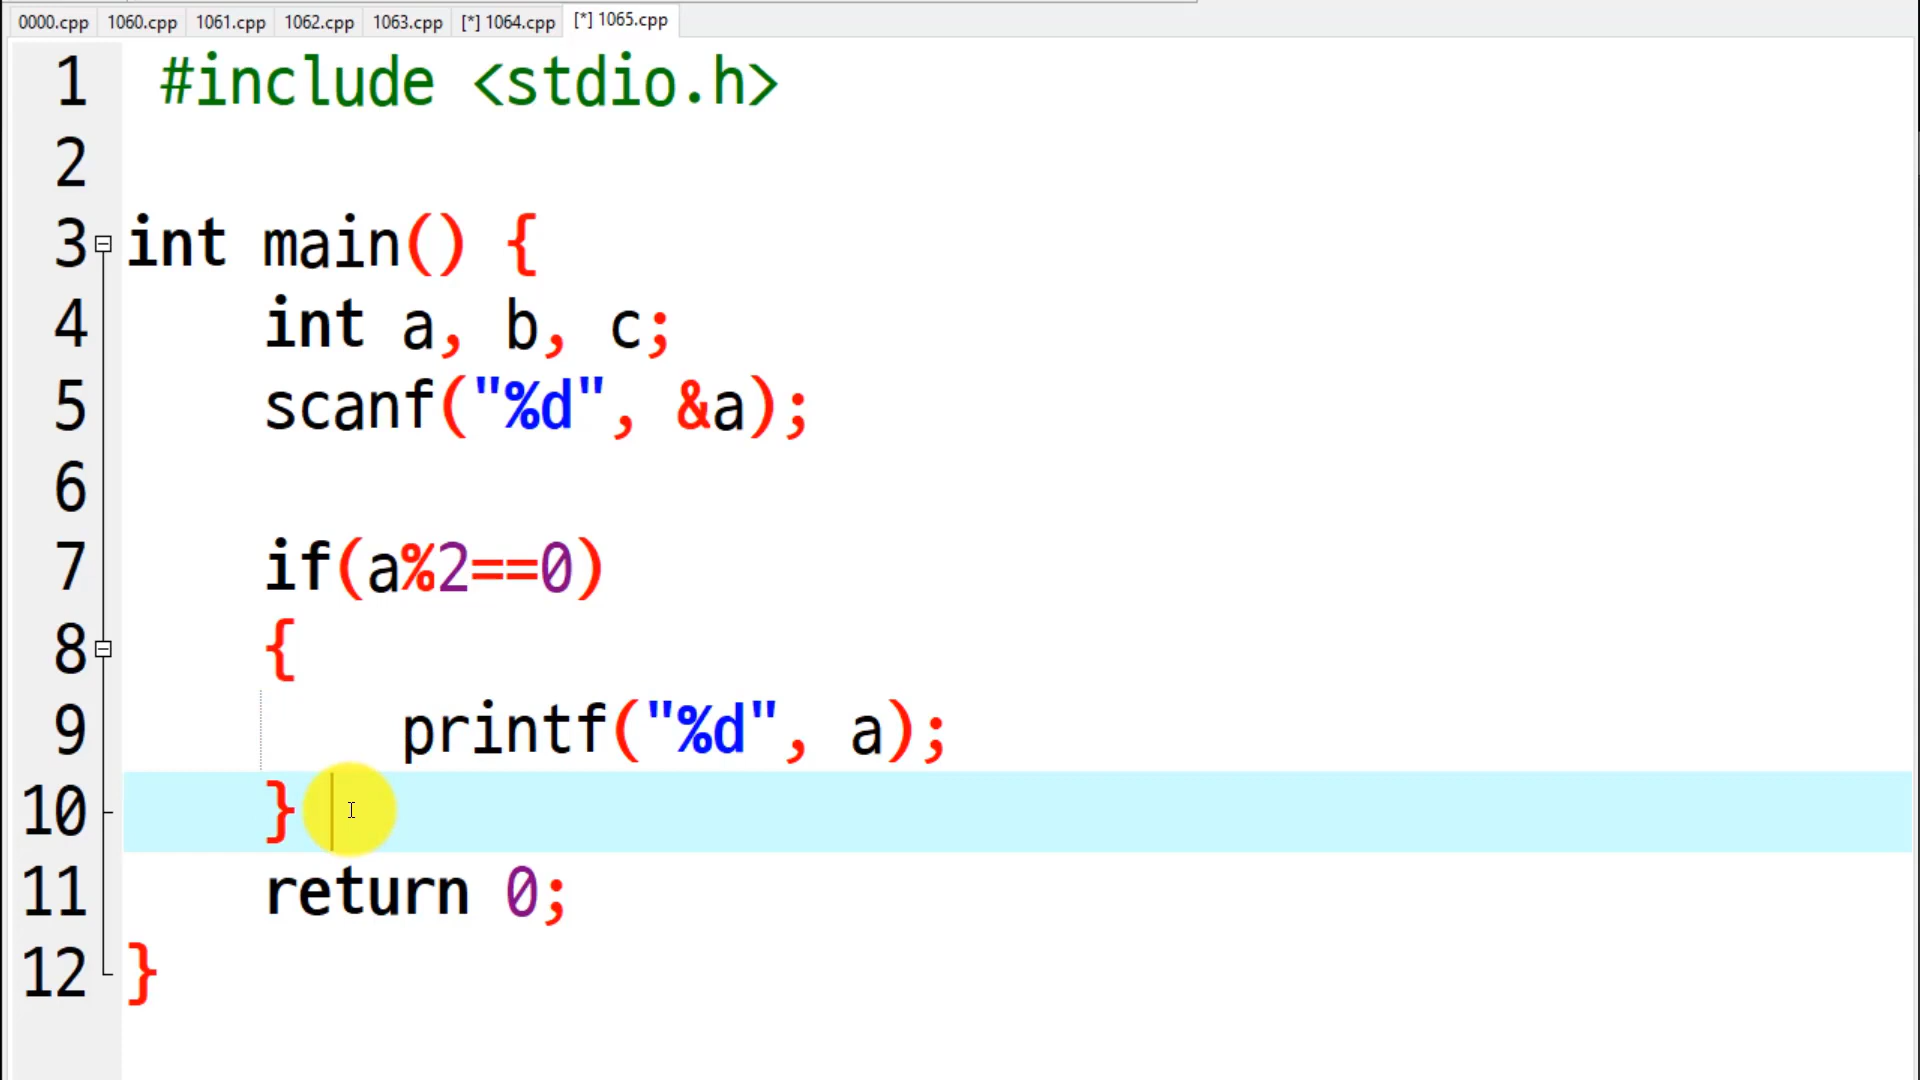 0000.cpp 1060.cpp 1061.cpp 1062.cpp 1063.cpp [*] 1064.cpp [*] 1065.cpp
1 #include <stdio.h>
2
3 int main() {
4 int a, b, c;
5 scanf("%d", &a);
6
7 if(a%2==0)
8 {
9 printf("%d", a);
10 }
11 return 0;
12 }